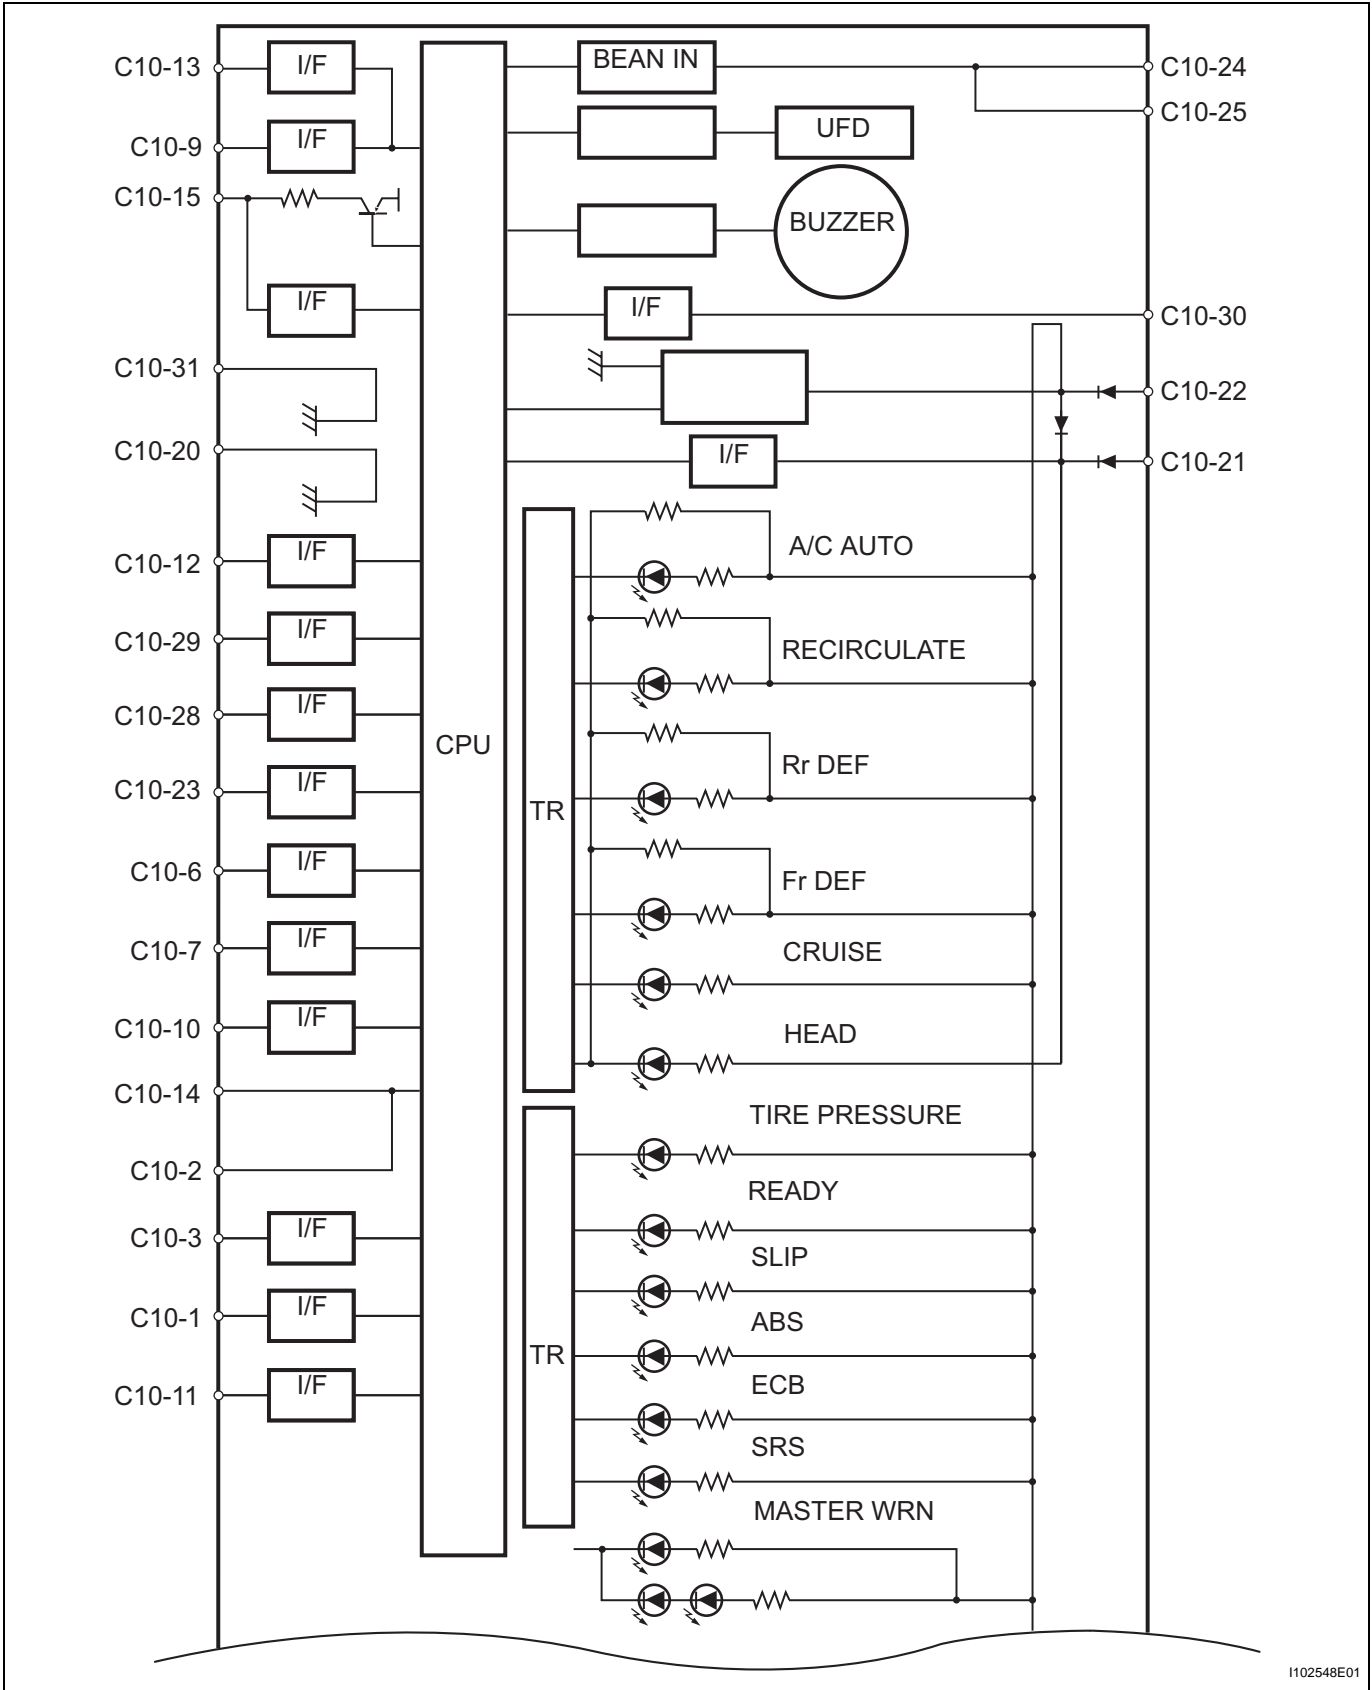 C10-13
I/F
BEAN IN
C10-24
C10-25
C10-9
I/F
UFD
C10-15
BUZZER
I/F
I/F
C10-30
C10-31
C10-22
C10-20
I/F
C10-21
C10-12
I/F
A/C AUTO
C10-29
I/F
RECIRCULATE
C10-28
I/F
CPU
Rr DEF
C10-23
I/F
TR
C10-6
I/F
Fr DEF
C10-7
I/F
CRUISE
C10-10
I/F
HEAD
C10-14
TIRE PRESSURE
C10-2
READY
C10-3
I/F
SLIP
C10-1
I/F
ABS
TR
C10-11
I/F
ECB
SRS
MASTER WRN
I102548E01